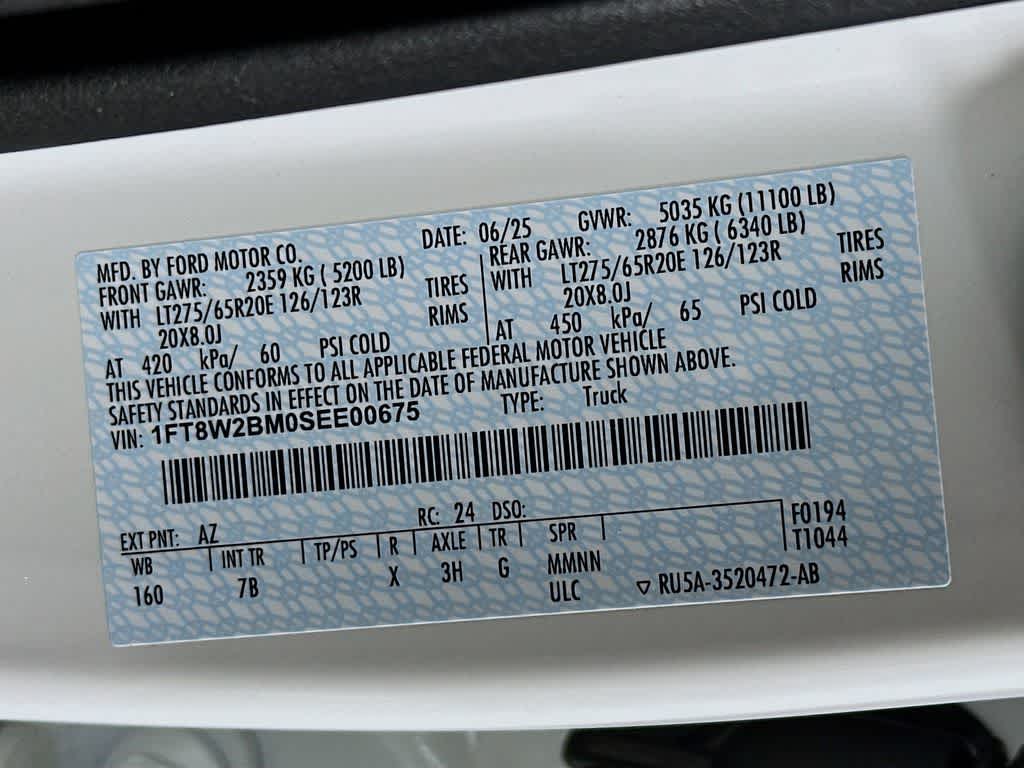 MFD. BY FORD MOTOR CO. DATE: 06/25 GVWR: 5035 KG (11100 LB)
FRONT GAWR: 2359 KG ( 5200 LB) REAR GAWR: 2876 KG ( 6340 LB)
WITH LT275/65R20E 126/123R TIRES WITH LT275/65R20E 126/123R TIRES
20X8.0J RIMS 20X8.0J RIMS
AT 420 kPa/ 60 PSI COLD AT 450 kPa/ 65 PSI COLD
THIS VEHICLE CONFORMS TO ALL APPLICABLE FEDERAL MOTOR VEHICLE
SAFETY STANDARDS IN EFFECT ON THE DATE OF MANUFACTURE SHOWN ABOVE.
VIN: 1FT8W2BM0SEE00675 TYPE: Truck
EXT PNT: AZ RC: 24 DSO: F0194
WB INT TR TP/PS R AXLE TR SPR T1044
160 7B X 3H G MMNN
ULC RU5A-3520472-AB